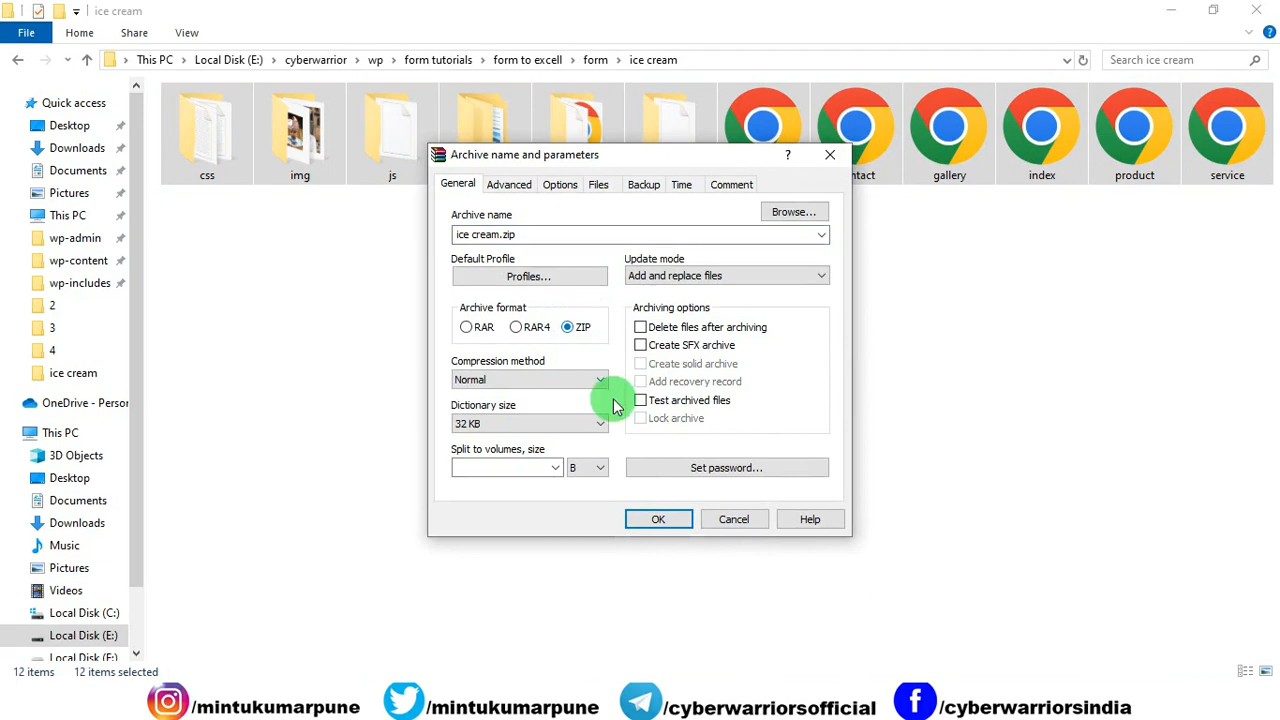 ice cream
File Home Share View
This PC Local Disk (E:) cyberwarrior wp form tutorials form to excell form ice cream
Search ice cream
Quick access
Desktop
Downloads
Documents
Pictures
This PC
wp-admin
wp-content
wp-includes
2
3
4
ice cream
OneDrive - Person
This PC
3D Objects
Desktop
Documents
Downloads
Music
Pictures
Videos
Local Disk (C:)
Local Disk (E:)
Local Disk (F:)
css img js ntact gallery index product service
Archive name and parameters
?
General Advanced Options Files Backup Time Comment
Archive name
Browse...
ice cream.zip
Default Profile
Profiles...
Update mode
Add and replace files
Archive format
RAR RAR4 ZIP
Compression method
Normal
Dictionary size
32 KB
Split to volumes, size
B
Archiving options
Delete files after archiving
Create SFX archive
Create solid archive
Add recovery record
Test archived files
Lock archive
Set password...
OK Cancel Help
12 items 12 items selected
/mintukumarpune /mintukumarpune /cyberwarriorsofficial /cyberwarriorsindia